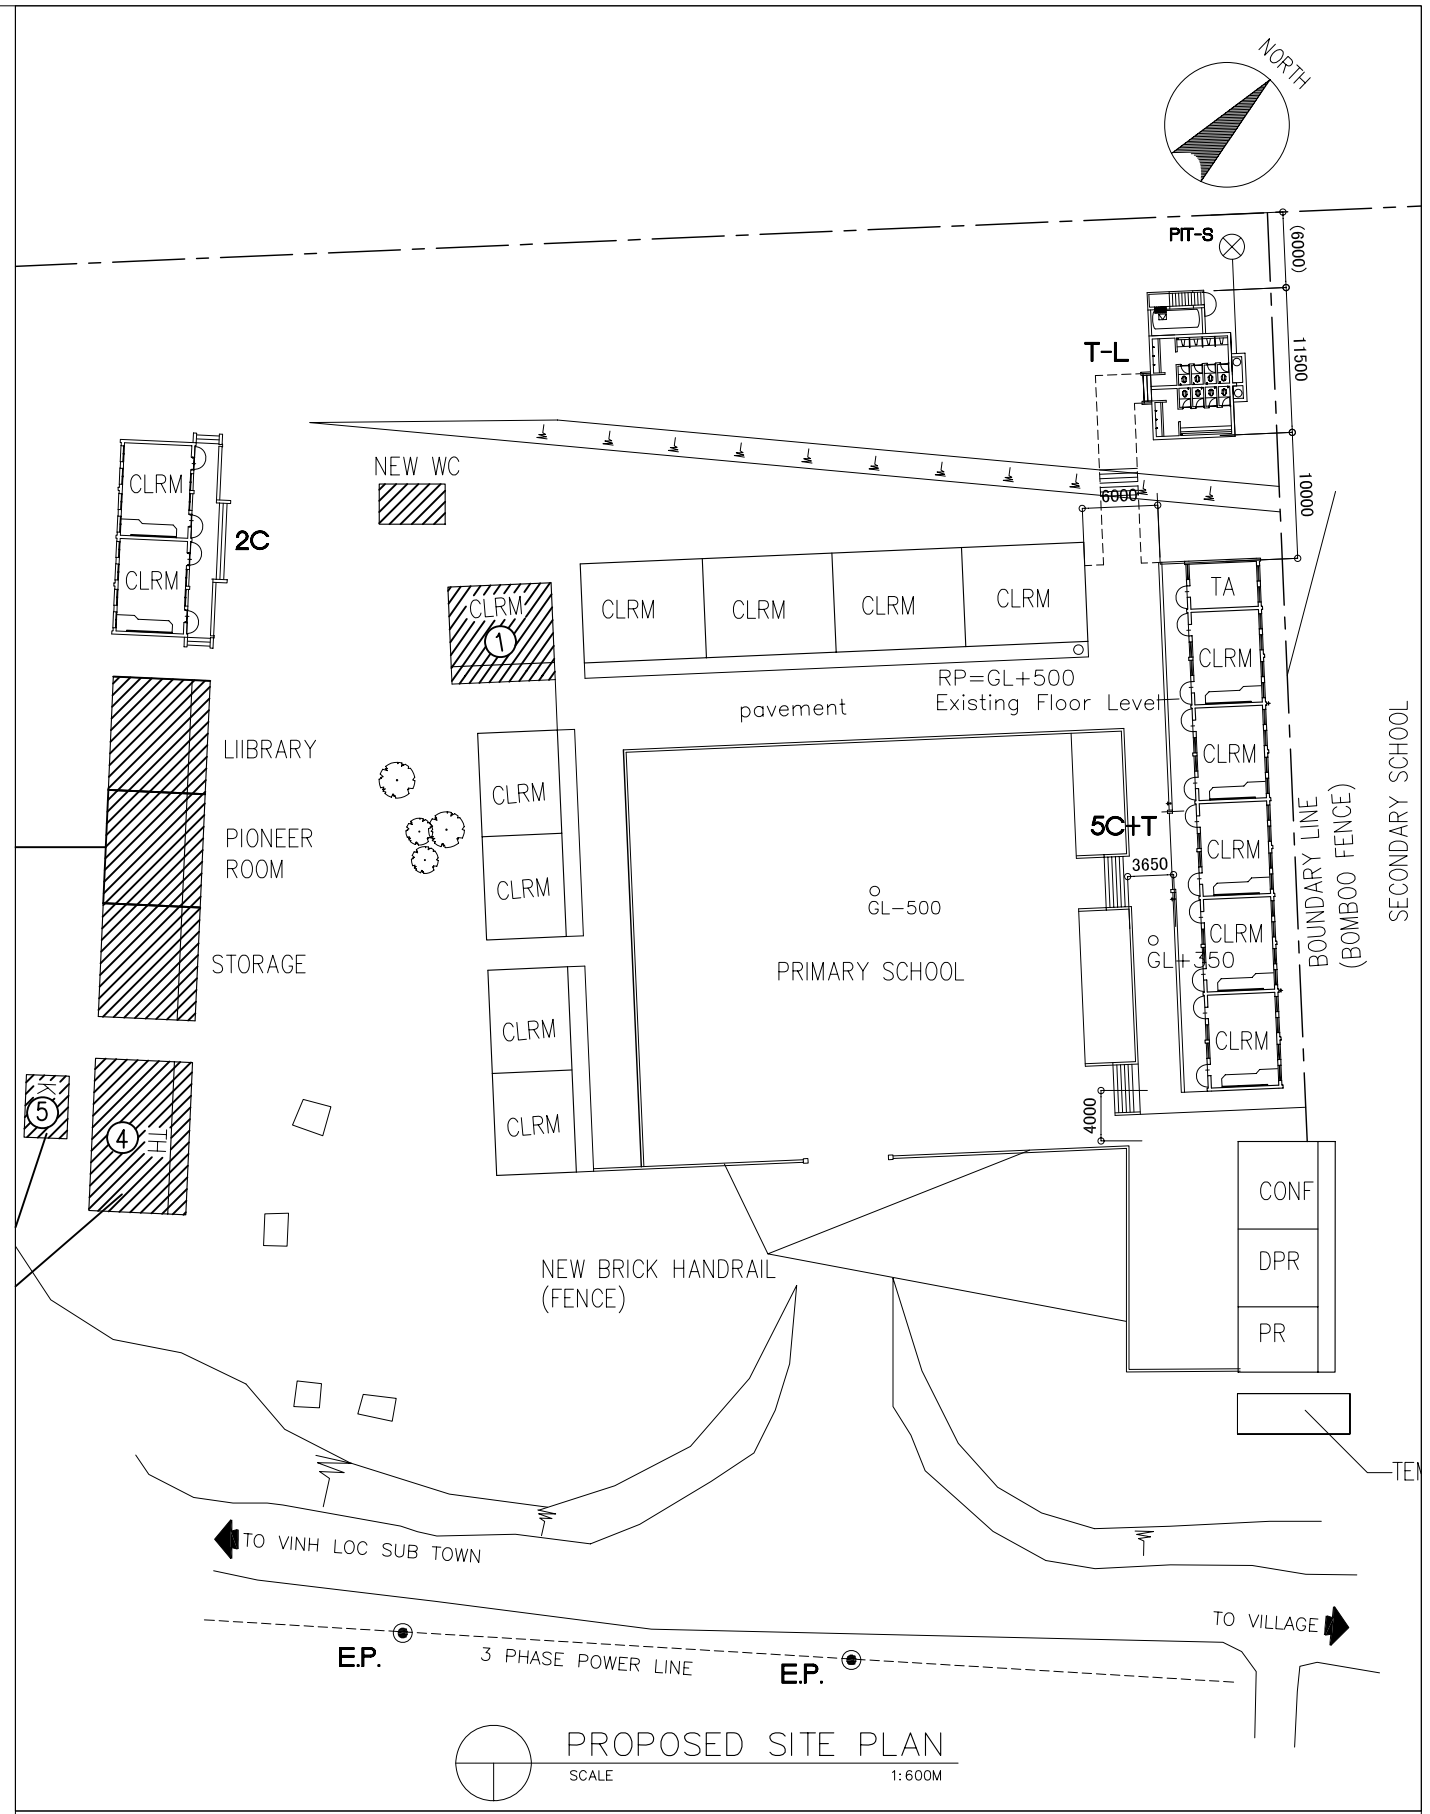 NORTH
PIT-S
(6000)
T-L
11500
10000
6000
NEW WC
CLRM
CLRM
2C
CLRM
1
CLRM
CLRM
CLRM
CLRM
TA
CLRM
CLRM
CLRM
CLRM
CLRM
RP=GL+500
Existing Floor Level
pavement
LIIBRARY
PIONEER
ROOM
STORAGE
CLRM
CLRM
CLRM
CLRM
5C+T
3650
GL-500
GL+350
PRIMARY SCHOOL
BOUNDARY LINE
(BOMBOO FENCE)
SECONDARY SCHOOL
K
5
4
TH
4000
CONF
DPR
PR
NEW BRICK HANDRAIL
(FENCE)
TEM
TO VINH LOC SUB TOWN
TO VILLAGE
E.P.
3 PHASE POWER LINE
E.P.
PROPOSED SITE PLAN
SCALE 1:600M